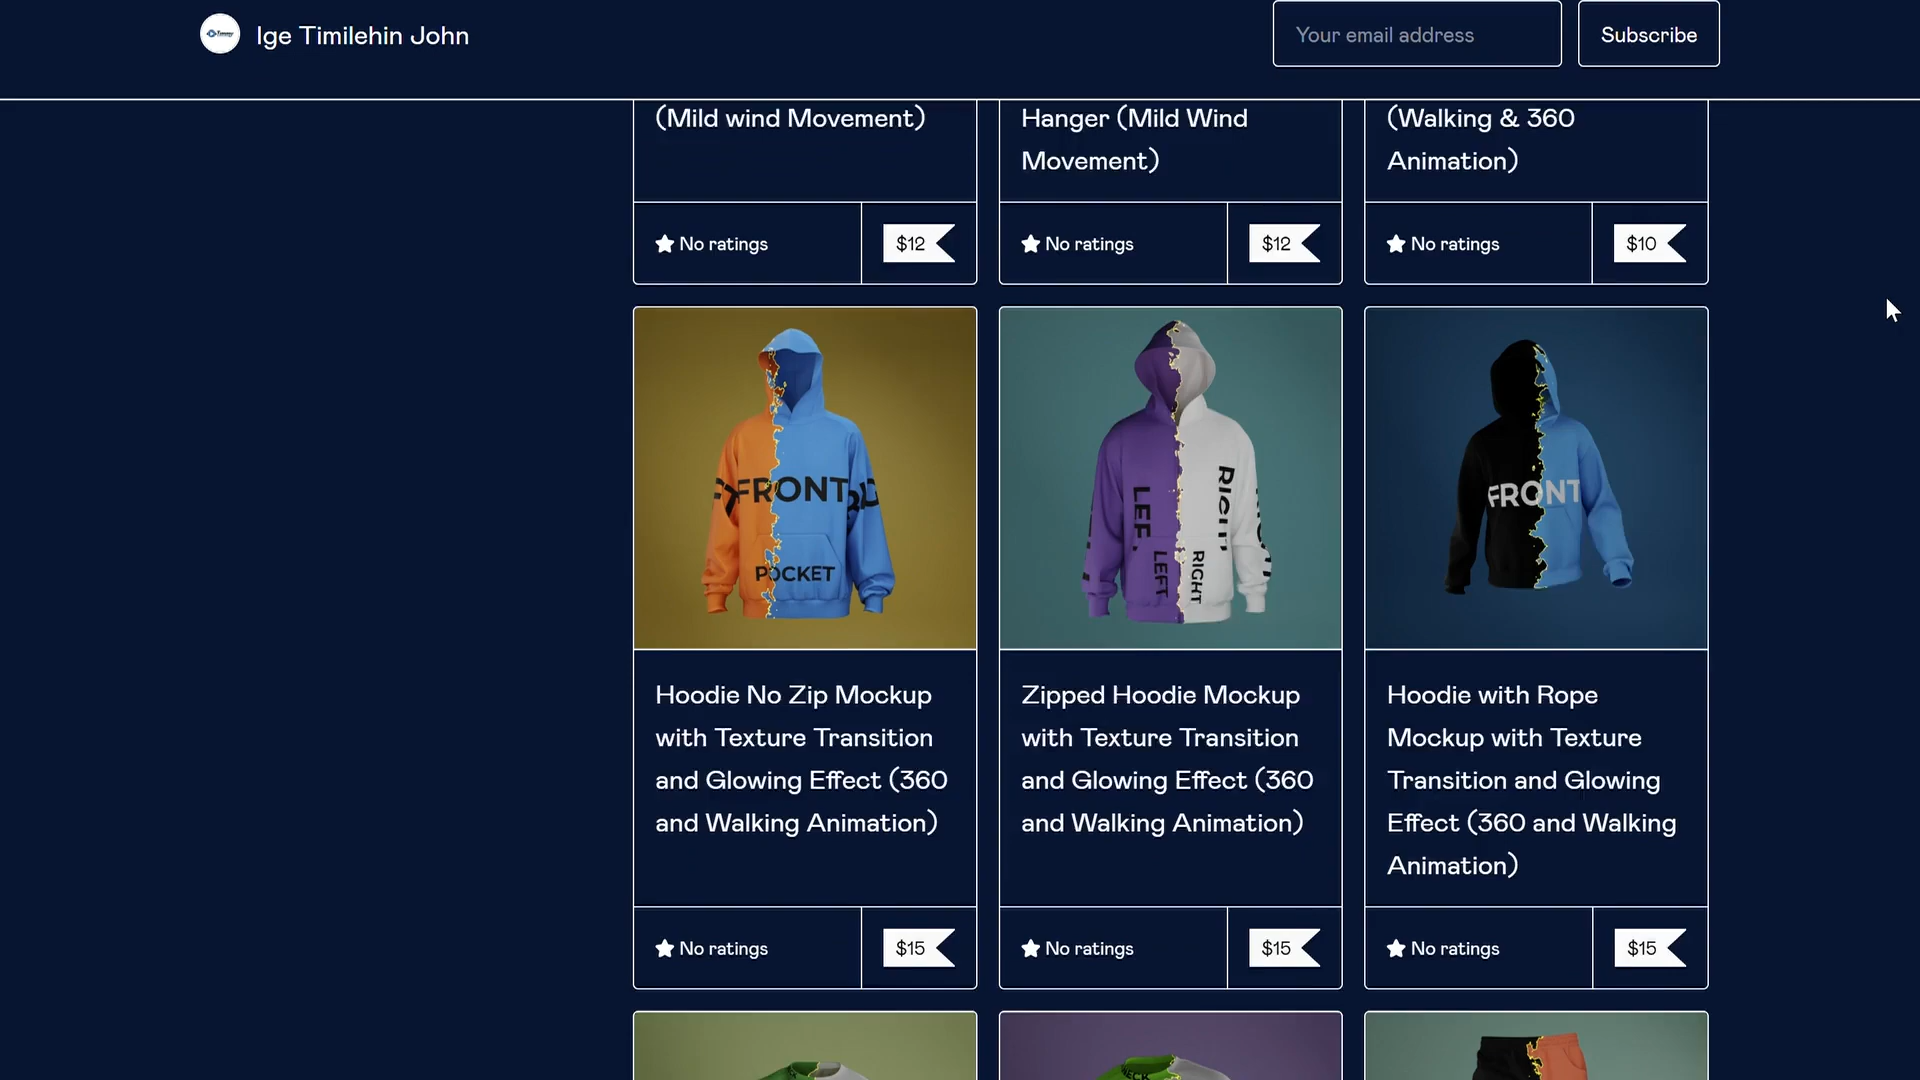 Ige Timilehin John
Your email address
Subscribe
(Mild wind Movement)
Hanger (Mild Wind
Movement)
(Walking & 360
Animation)
No ratings
$12
No ratings
$12
No ratings
$10
FRONT
POCKET
LEFT
RIGHT
FRONT
Hoodie No Zip Mockup
with Texture Transition
and Glowing Effect (360
and Walking Animation)
Zipped Hoodie Mockup
with Texture Transition
and Glowing Effect (360
and Walking Animation)
Hoodie with Rope
Mockup with Texture
Transition and Glowing
Effect (360 and Walking
Animation)
No ratings
$15
No ratings
$15
No ratings
$15